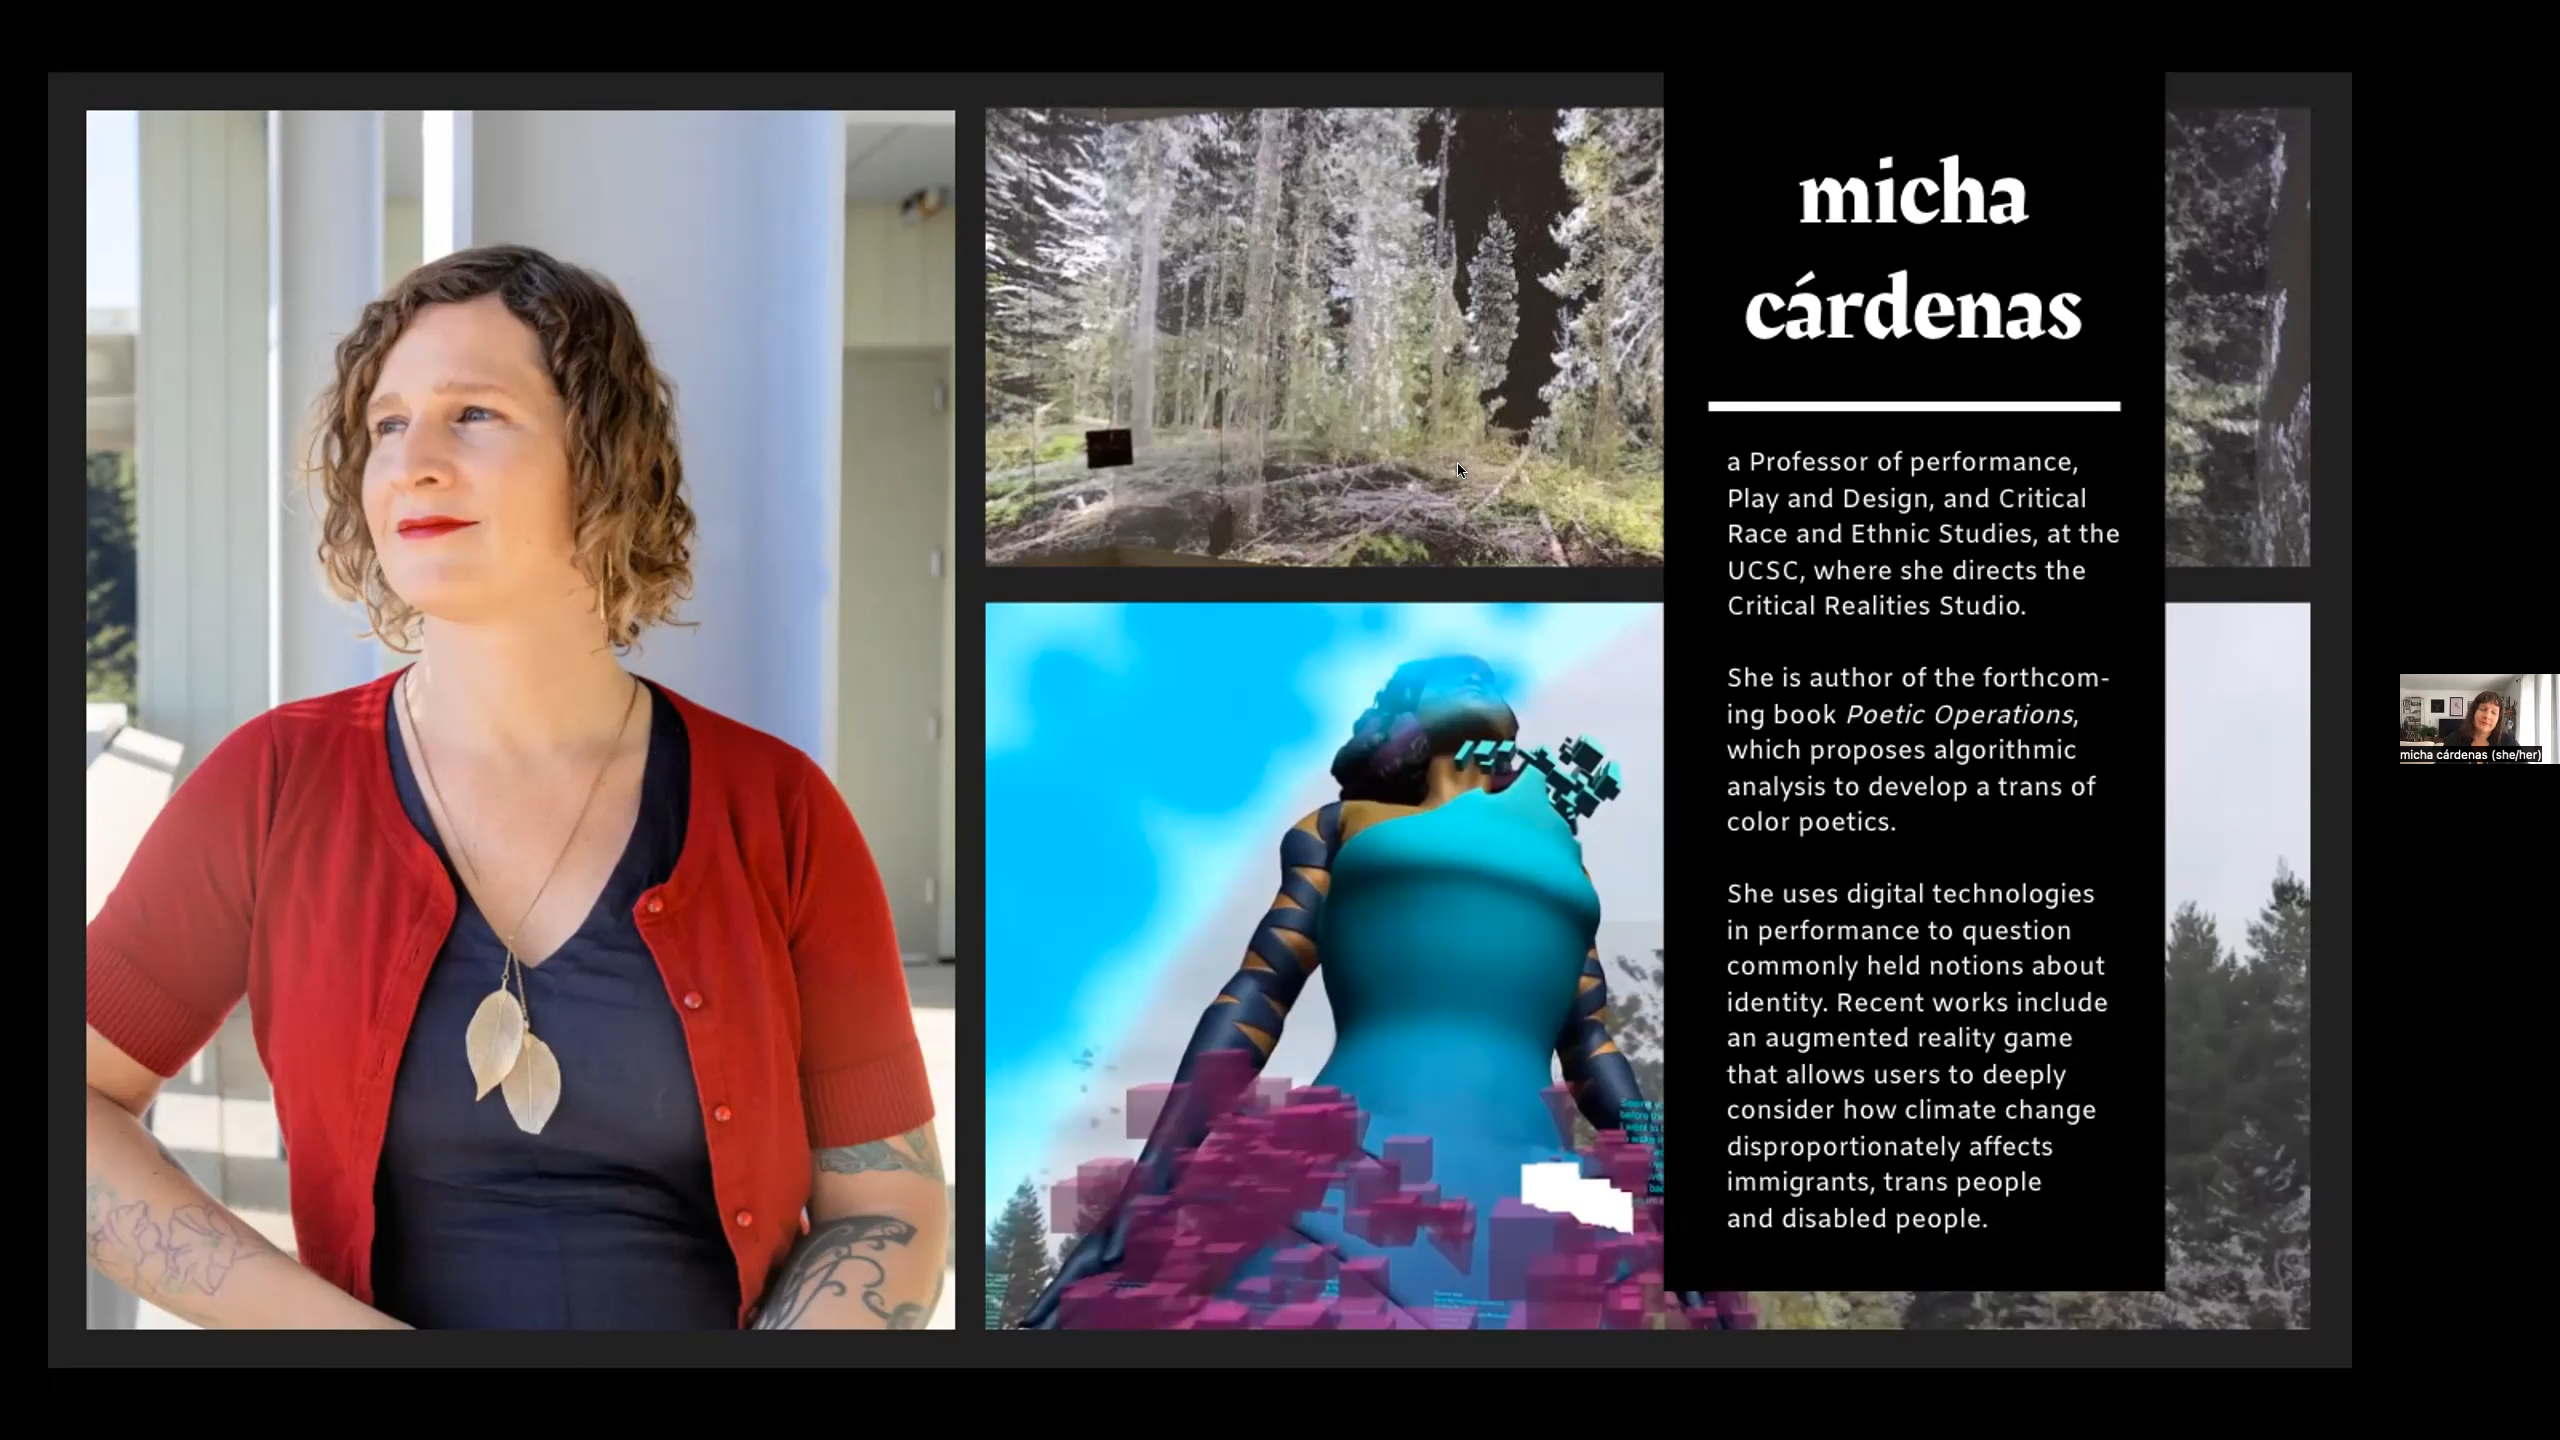 micha
cárdenas
a Professor of performance,
Play and Design, and Critical
Race and Ethnic Studies, at the
UCSC, where she directs the
Critical Realities Studio.
She is author of the forthcom-
ing book Poetic Operations,
which proposes algorithmic
analysis to develop a trans of
color poetics.
She uses digital technologies
in performance to question
commonly held notions about
identity. Recent works include
an augmented reality game
that allows users to deeply
consider how climate change
disproportionately affects
immigrants, trans people
and disabled people.
micha cárdenas (she/her)